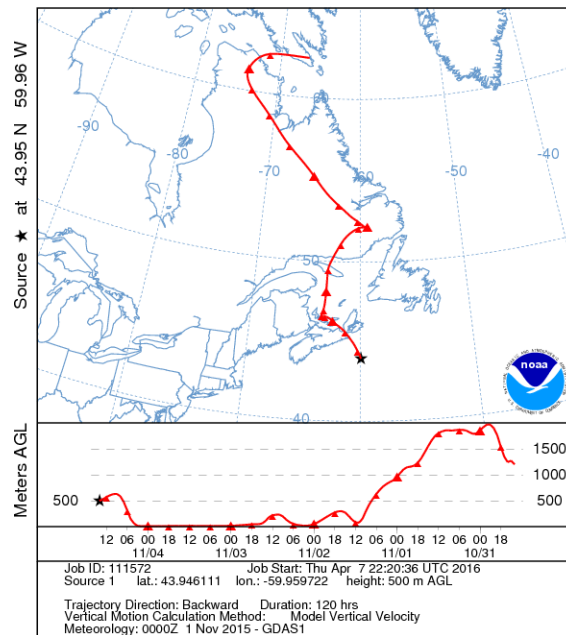 Source ★ at 43.95 N 59.96 W
-90
-80
-70
-60
-50
-40
50
40
noaa
Meters AGL
1500
1000
500
500
12 06 00 18 12 06 00 18 12 06 00 18 12 06 00 18 12 06 00 18
11/04 11/03 11/02 11/01 10/31
Job ID: 111572 Job Start: Thu Apr 7 22:20:36 UTC 2016
Source 1 lat.: 43.946111 lon.: -59.959722 height: 500 m AGL
Trajectory Direction: Backward Duration: 120 hrs
Vertical Motion Calculation Method: Model Vertical Velocity
Meteorology: 0000Z 1 Nov 2015 - GDAS1